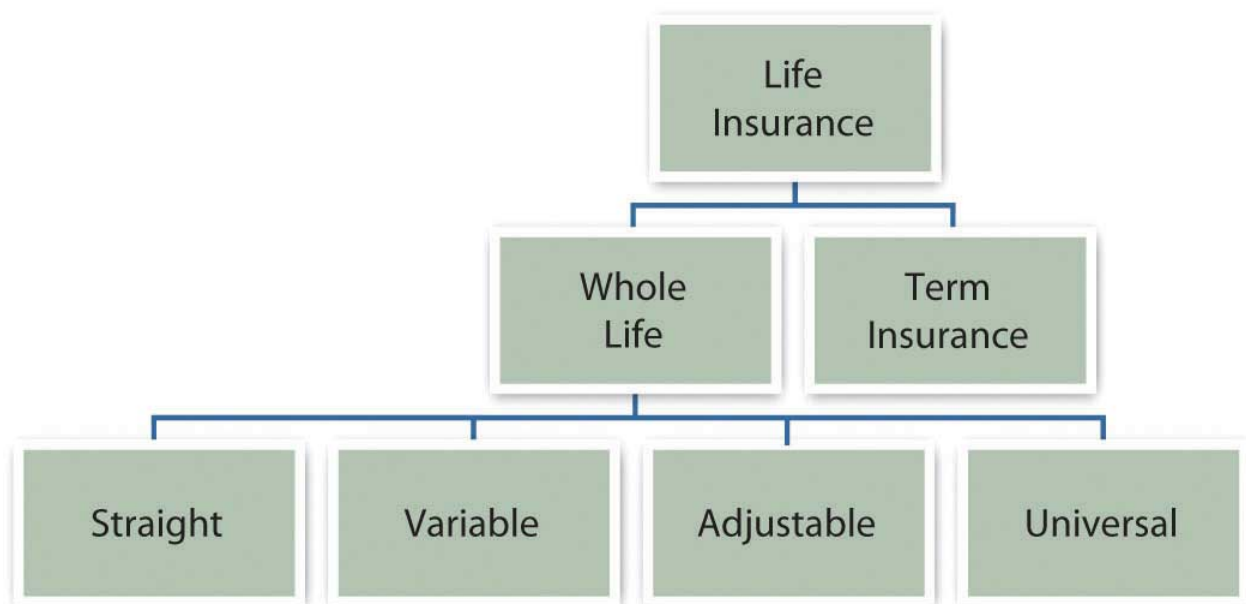 Life
Insurance
Whole
Life
Term
Insurance
Straight
Variable
Adjustable
Universal